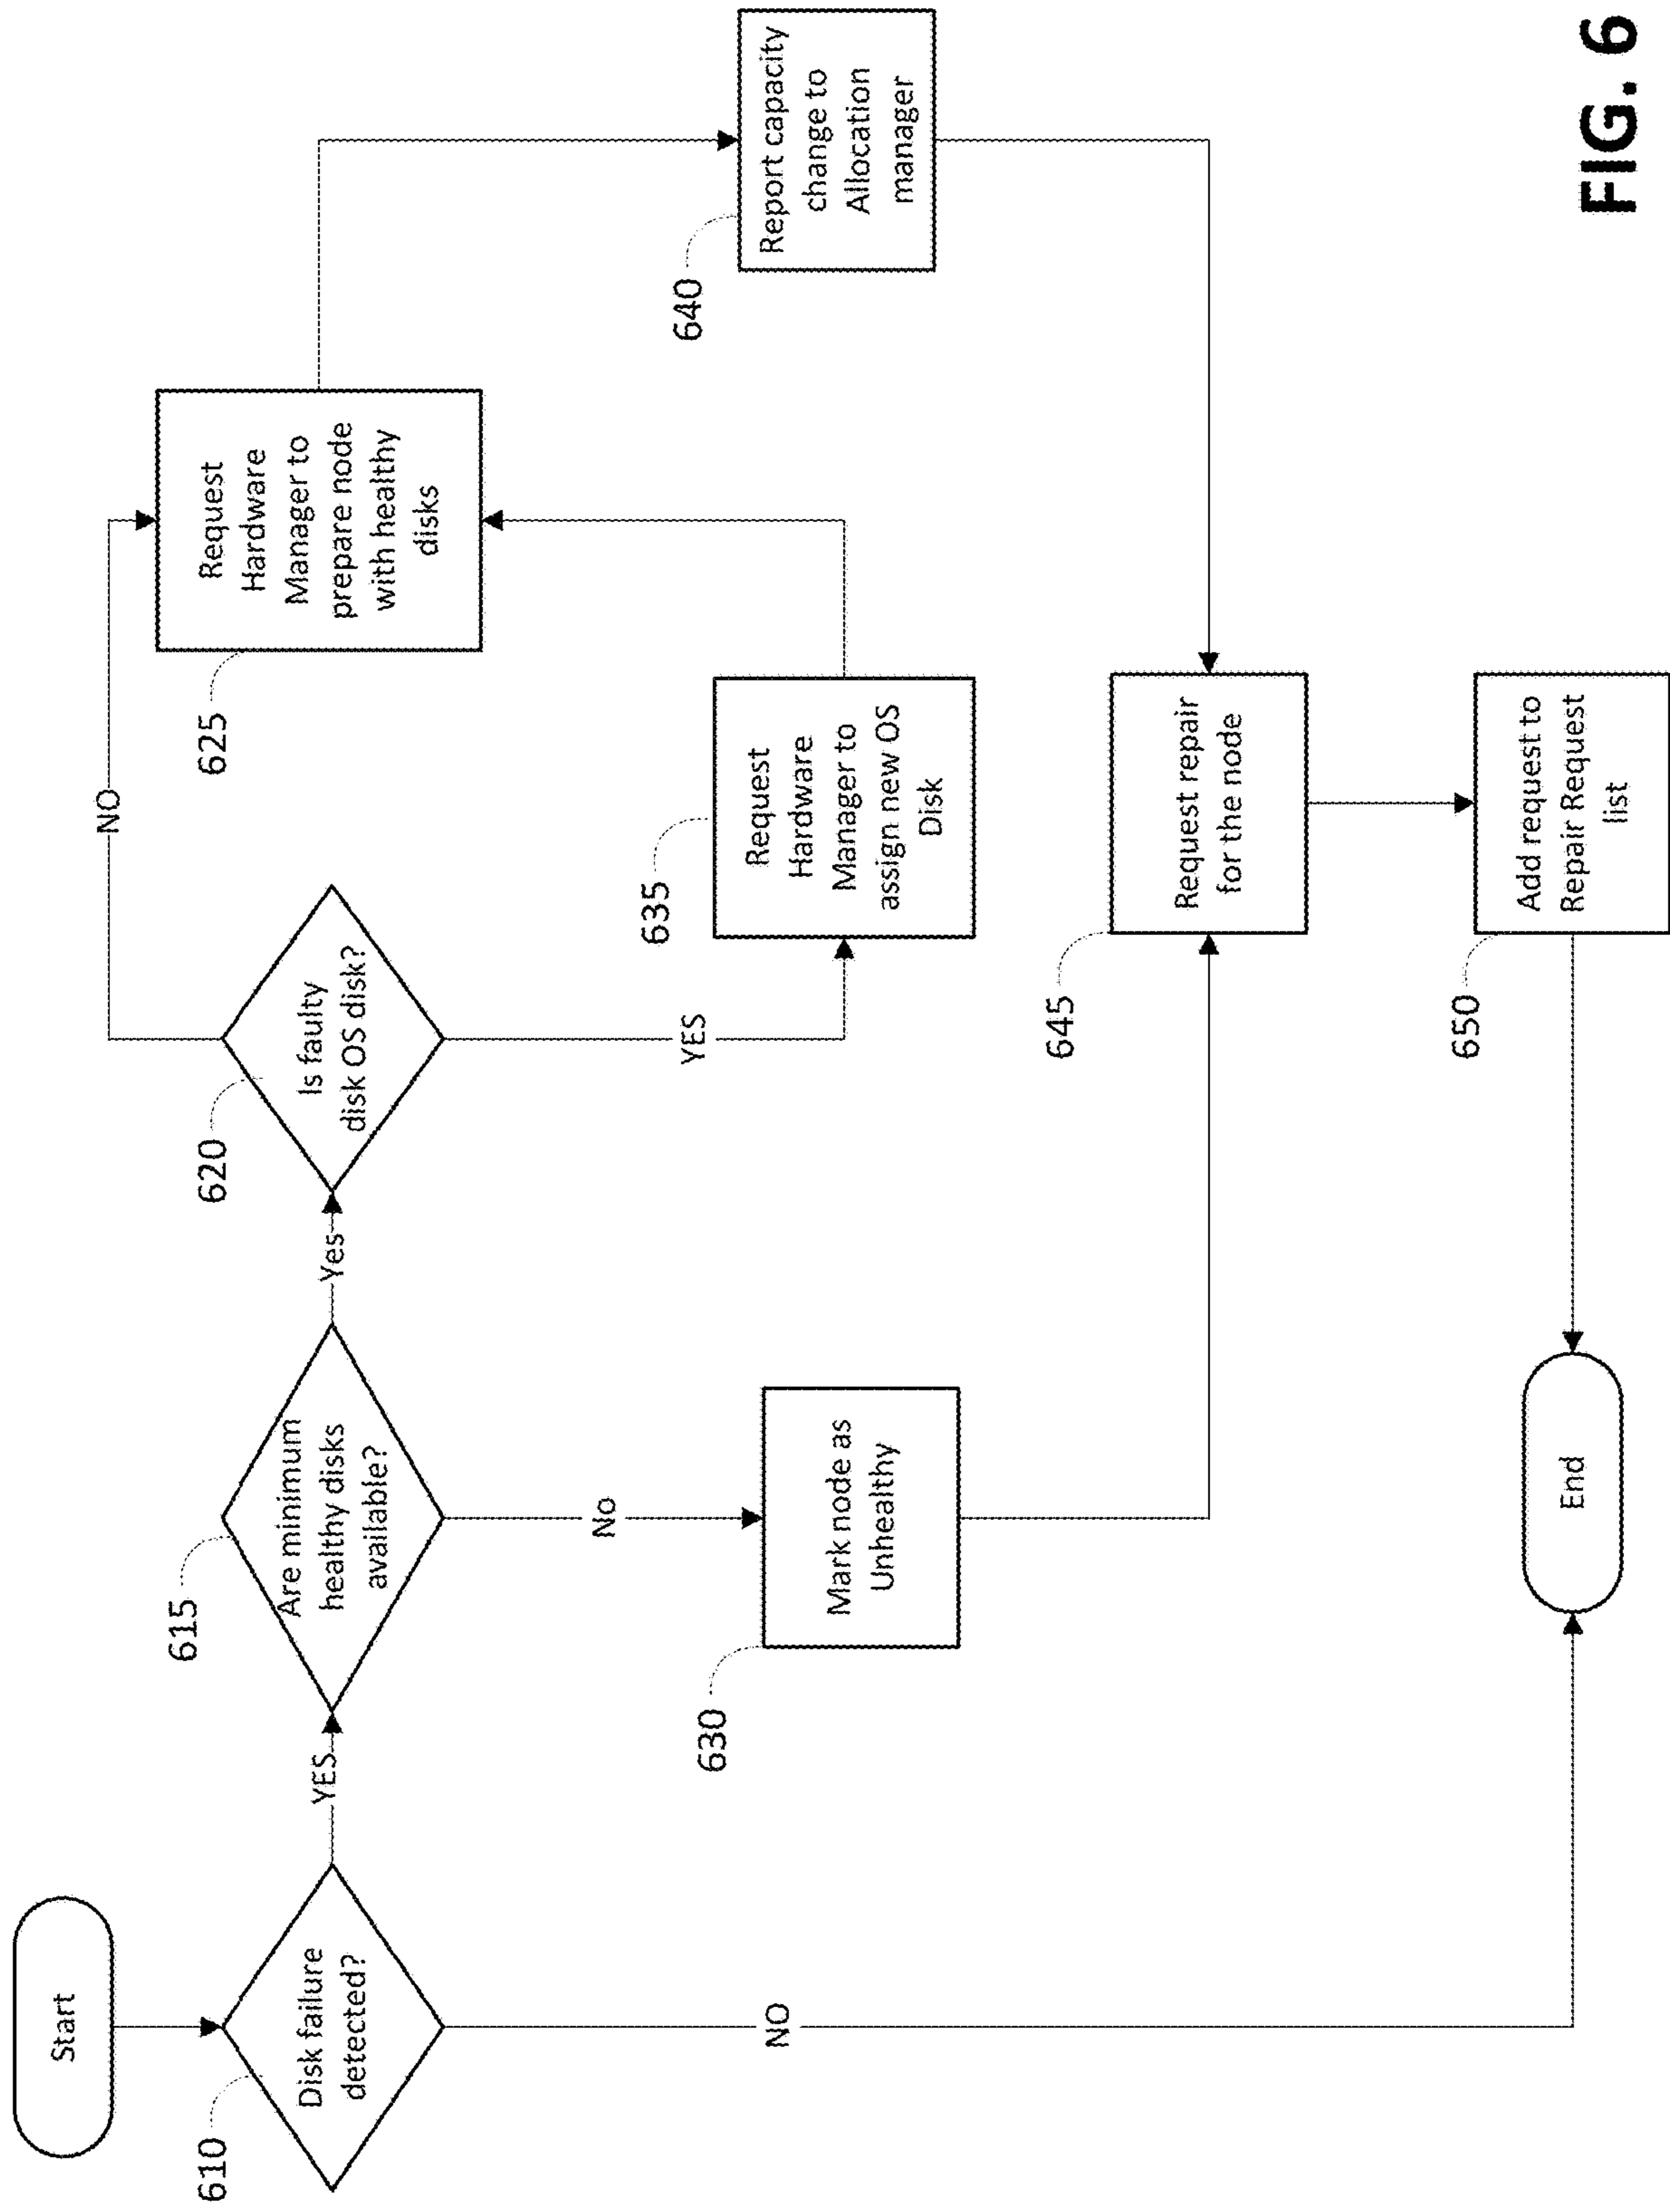 Start
610
Disk failure
detected?
YES
NO
615
Are minimum
healthy disks
available?
Yes
No
620
Is faulty
disk OS disk?
NO
YES
625
Request
Hardware
Manager to
prepare node
with healthy
disks
630
Mark node as
Unhealthy
635
Request
Hardware
Manager to
assign new OS
Disk
640
Report capacity
change to
Allocation
manager
645
Request repair
for the node
650
Add request to
Repair Request
list
End
FIG. 6